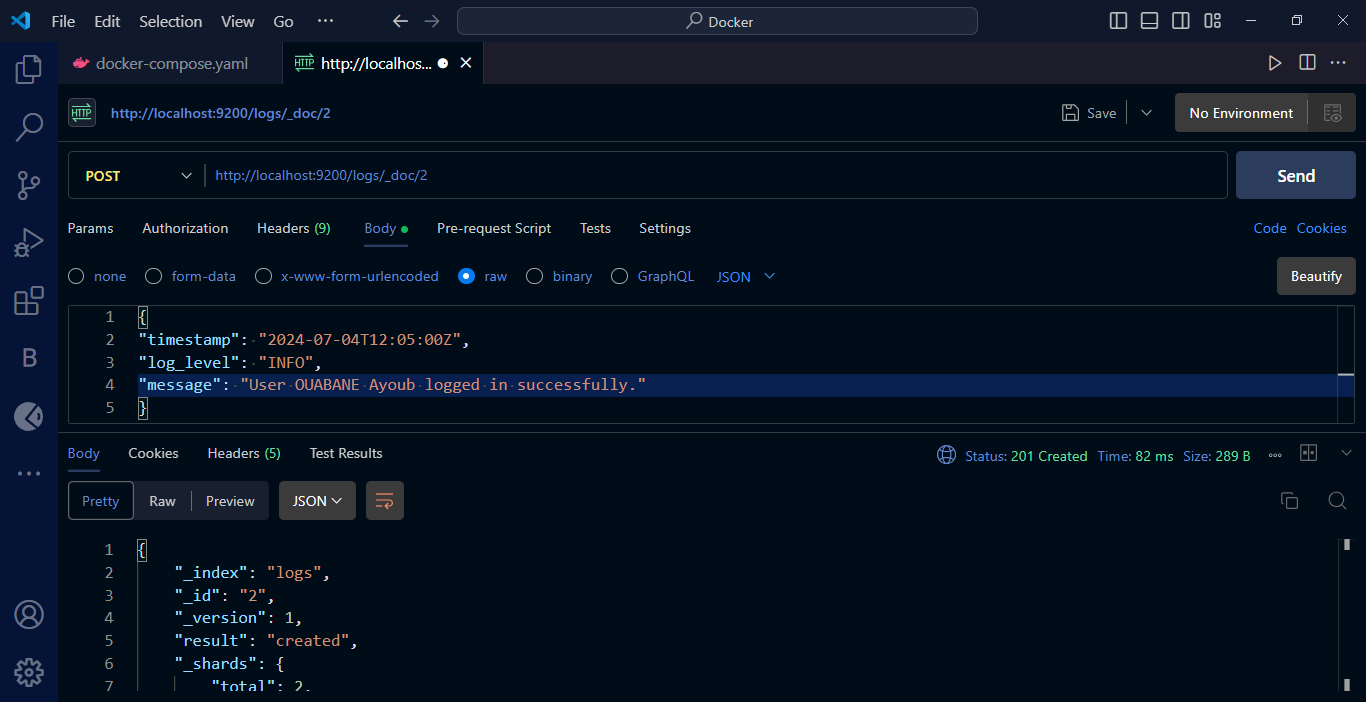 File Edit Selection View Go ··· Docker
docker-compose.yaml http://localhos...
HTTP http://localhost:9200/logs/_doc/2 Save No Environment
POST http://localhost:9200/logs/_doc/2 Send
Params Authorization Headers (9) Body Pre-request Script Tests Settings Code Cookies
none form-data x-www-form-urlencoded raw binary GraphQL JSON Beautify
1 {
2 "timestamp": "2024-07-04T12:05:00Z",
3 "log_level": "INFO",
4 "message": "User OUABANE Ayoub logged in successfully."
5 }
Body Cookies Headers (5) Test Results Status: 201 Created Time: 82 ms Size: 289 B
Pretty Raw Preview JSON
1 {
2 "_index": "logs",
3 "_id": "2",
4 "_version": 1,
5 "result": "created",
6 "_shards": {
7 "total": 2,